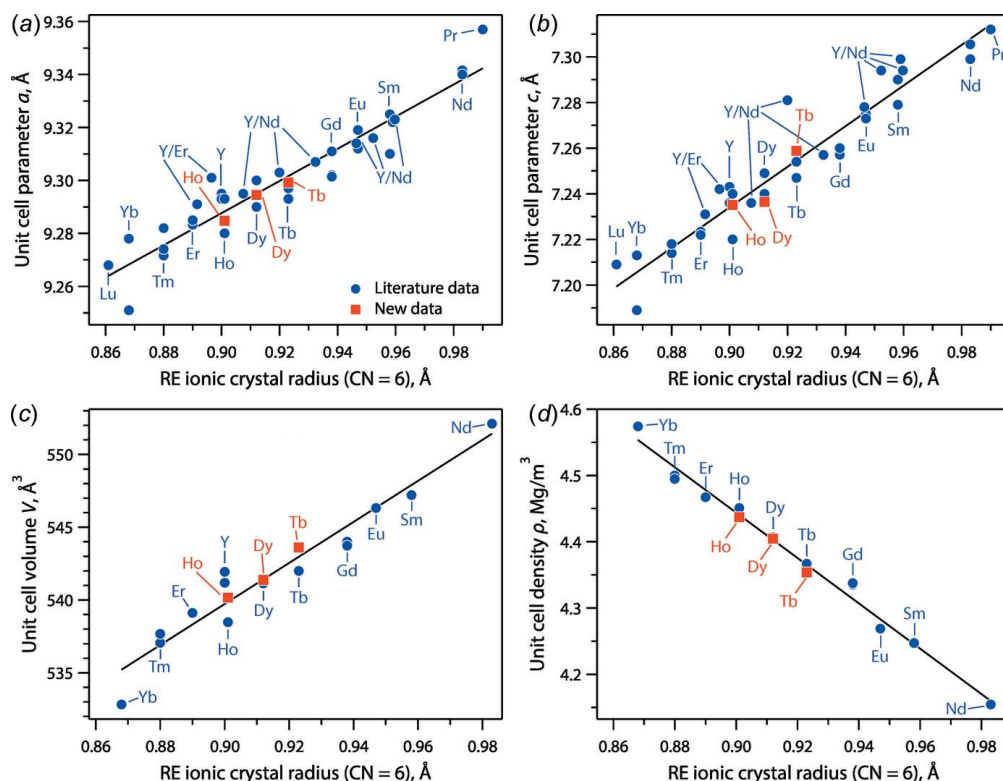 (a)
9.36
9.34
9.32
9.30
9.28
9.26
Unit cell parameter a, Å
Pr
Sm
Nd
Eu
Gd
Y/Nd
Y/Er
Y
Y/Nd
Ho
Tb
Yb
Lu
Tm
Er
Ho
Dy
Dy
Tb
Literature data
New data
0.86 0.88 0.90 0.92 0.94 0.96 0.98
RE ionic crystal radius (CN = 6), Å
(b)
7.30
7.28
7.26
7.24
7.22
7.20
Unit cell parameter c, Å
Y/Nd
Pr
Nd
Y/Nd
Sm
Tb
Eu
Y/Er
Y
Dy
Gd
Tb
Lu
Yb
Ho
Dy
Tm
Er
Ho
0.86 0.88 0.90 0.92 0.94 0.96 0.98
RE ionic crystal radius (CN = 6), Å
(c)
550
545
540
535
Unit cell volume V, Å3
Nd
Sm
Eu
Tb
Dy
Y
Ho
Gd
Er
Tb
Dy
Tm
Ho
Yb
0.86 0.88 0.90 0.92 0.94 0.96 0.98
RE ionic crystal radius (CN = 6), Å
(d)
4.6
4.5
4.4
4.3
4.2
Unit cell density ρ, Mg/m3
Yb
Tm
Er
Ho
Dy
Ho
Tb
Dy
Gd
Tb
Sm
Eu
Nd
0.86 0.88 0.90 0.92 0.94 0.96 0.98
RE ionic crystal radius (CN = 6), Å